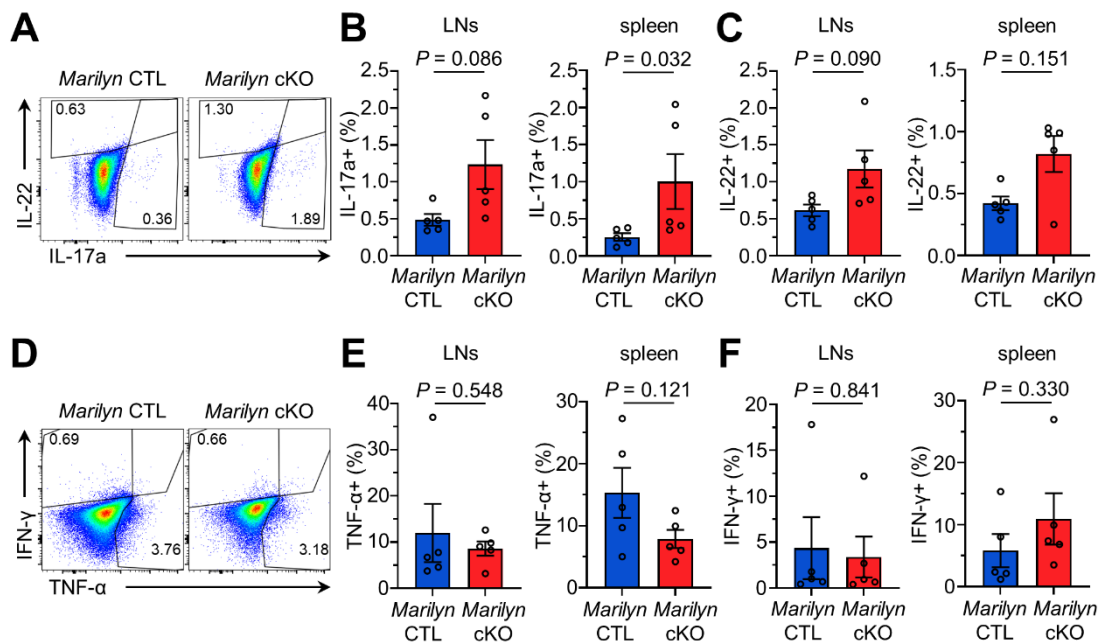 A
Marilyn CTL
Marilyn cKO
0.63
0.36
1.30
1.89
IL-22
IL-17a
B
LNs
P = 0.086
IL-17a+ (%)
2.5
2.0
1.5
1.0
0.5
0.0
Marilyn CTL
Marilyn cKO
spleen
P = 0.032
IL-17a+ (%)
2.5
2.0
1.5
1.0
0.5
0.0
Marilyn CTL
Marilyn cKO
C
LNs
P = 0.090
IL-22+ (%)
2.5
2.0
1.5
1.0
0.5
0.0
Marilyn CTL
Marilyn cKO
spleen
P = 0.151
IL-22+ (%)
1.5
1.0
0.5
0.0
Marilyn CTL
Marilyn cKO
D
Marilyn CTL
Marilyn cKO
0.69
3.76
0.66
3.18
IFN-γ
TNF-α
E
LNs
P = 0.548
TNF-α+ (%)
40
30
20
10
0
Marilyn CTL
Marilyn cKO
spleen
P = 0.121
TNF-α+ (%)
30
20
10
0
Marilyn CTL
Marilyn cKO
F
LNs
P = 0.841
IFN-γ+ (%)
20
15
10
5
0
Marilyn CTL
Marilyn cKO
spleen
P = 0.330
IFN-γ+ (%)
30
20
10
0
Marilyn CTL
Marilyn cKO